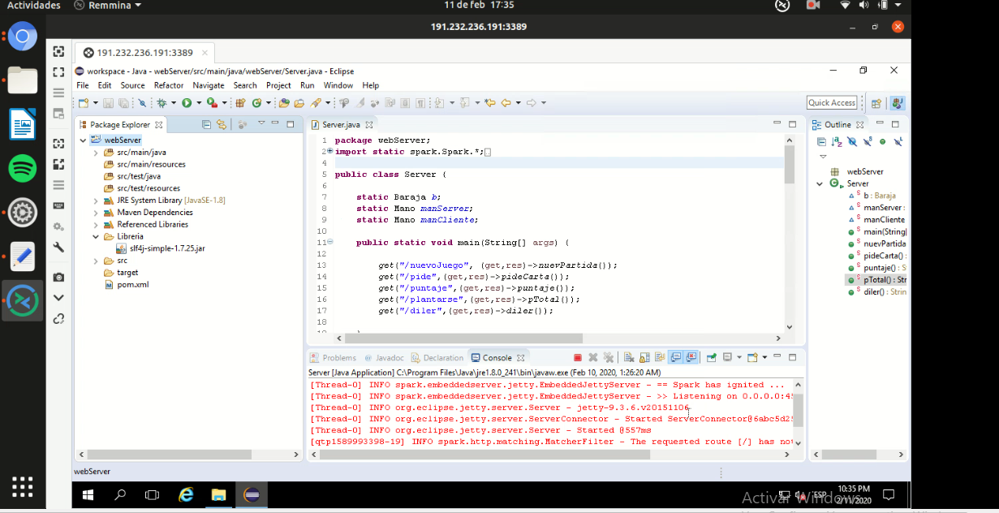 Actividades Remmina 11 de feb 17:35
191.232.236.191:3389
191.232.236.191:3389
workspace - Java - webServer/src/main/java/webServer/Server.java - Eclipse
File Edit Source Refactor Navigate Search Project Run Window Help
Quick Access
Package Explorer
webServer
src/main/java
src/main/resources
src/test/java
src/test/resources
JRE System Library [JavaSE-1.8]
Maven Dependencies
Referenced Libraries
Libreria
slf4j-simple-1.7.25.jar
src
target
pom.xml
Server.java
1 package webServer;
2 import static spark.Spark.*;
4
5 public class Server {
6
7 static Baraja b;
8 static Mano manServer;
9 static Mano manCliente;
10
11 public static void main(String[] args) {
12
13 get("/nuevoJuego", (get,res)->nuevPartida());
14 get("/pide",(get,res)->pideCarta());
15 get("/puntaje",(get,res)->puntaje());
16 get("/plantarse",(get,res)->pTotal());
17 get("/diler",(get,res)->diler());
18
Outline
webServer
Server
b : Baraja
manServer :
manCliente
main(String[
nuevPartida
pideCarta() :
puntaje() : S
pTotal() : Str
diler() : Strin
Problems @ Javadoc Declaration Console
Server [Java Application] C:\Program Files\Java\jre1.8.0_241\bin\javaw.exe (Feb 10, 2020, 1:26:20 AM)
[Thread-0] INFO spark.embeddedserver.jetty.EmbeddedJettyServer - == Spark has ignited ...
[Thread-0] INFO spark.embeddedserver.jetty.EmbeddedJettyServer - >> Listening on 0.0.0.0:45
[Thread-0] INFO org.eclipse.jetty.server.Server - jetty-9.3.6.v20151106
[Thread-0] INFO org.eclipse.jetty.server.ServerConnector - Started ServerConnector@6abc5d25
[Thread-0] INFO org.eclipse.jetty.server.Server - Started @557ms
[qtp1589993398-19] INFO spark.http.matching.MatcherFilter - The requested route [/] has not
webServer
Activar Windows
ESP
10:35 PM
2/11/2020